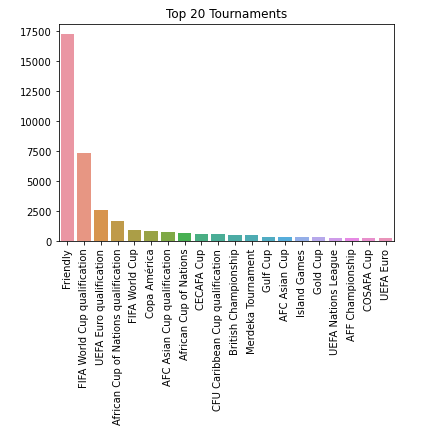 Top 20 Tournaments
17500
15000
12500
10000
7500
5000
2500
0
Friendly
FIFA World Cup qualification
UEFA Euro qualification
African Cup of Nations qualification
FIFA World Cup
Copa América
AFC Asian Cup qualification
African Cup of Nations
CECAFA Cup
CFU Caribbean Cup qualification
British Championship
Merdeka Tournament
Gulf Cup
AFC Asian Cup
Island Games
Gold Cup
UEFA Nations League
AFF Championship
COSAFA Cup
UEFA Euro